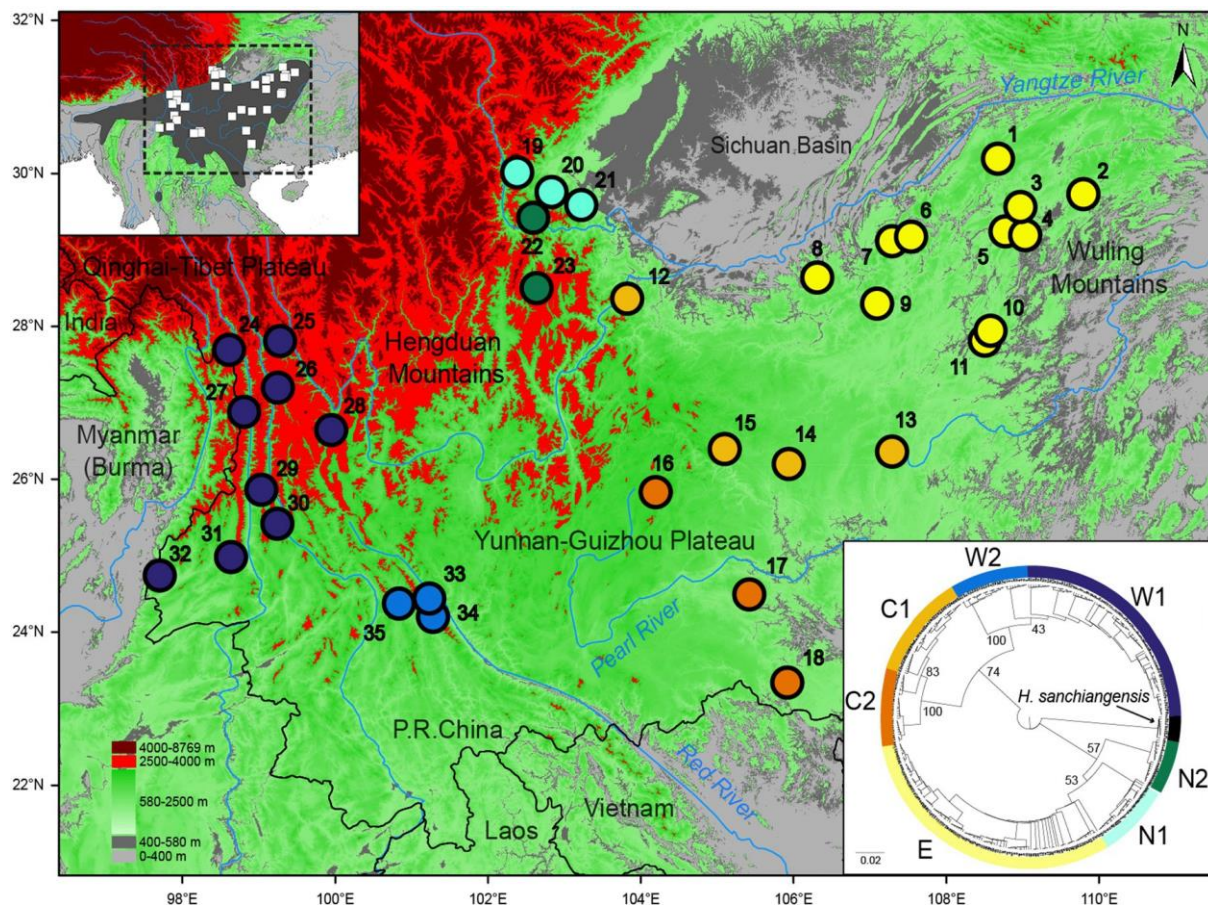 32°N
30°N
28°N
26°N
24°N
22°N
98°E
100°E
102°E
104°E
106°E
108°E
110°E
N
Yangtze River
Sichuan Basin
Wuling
Mountains
Qinghai-Tibet Plateau
India
Hengduan
Mountains
Myanmar
(Burma)
Yunnan-Guizhou Plateau
Pearl River
P.R.China
Red River
Vietnam
Laos
1
2
3
4
5
6
7
8
9
10
11
12
13
14
15
16
17
18
19
20
21
22
23
24
25
26
27
28
29
30
31
32
33
34
35
4000-8769 m
2500-4000 m
580-2500 m
400-580 m
0-400 m
W2
W1
C1
C2
E
N1
N2
H. sanchiangensis
43
100
74
83
100
57
53
0.02